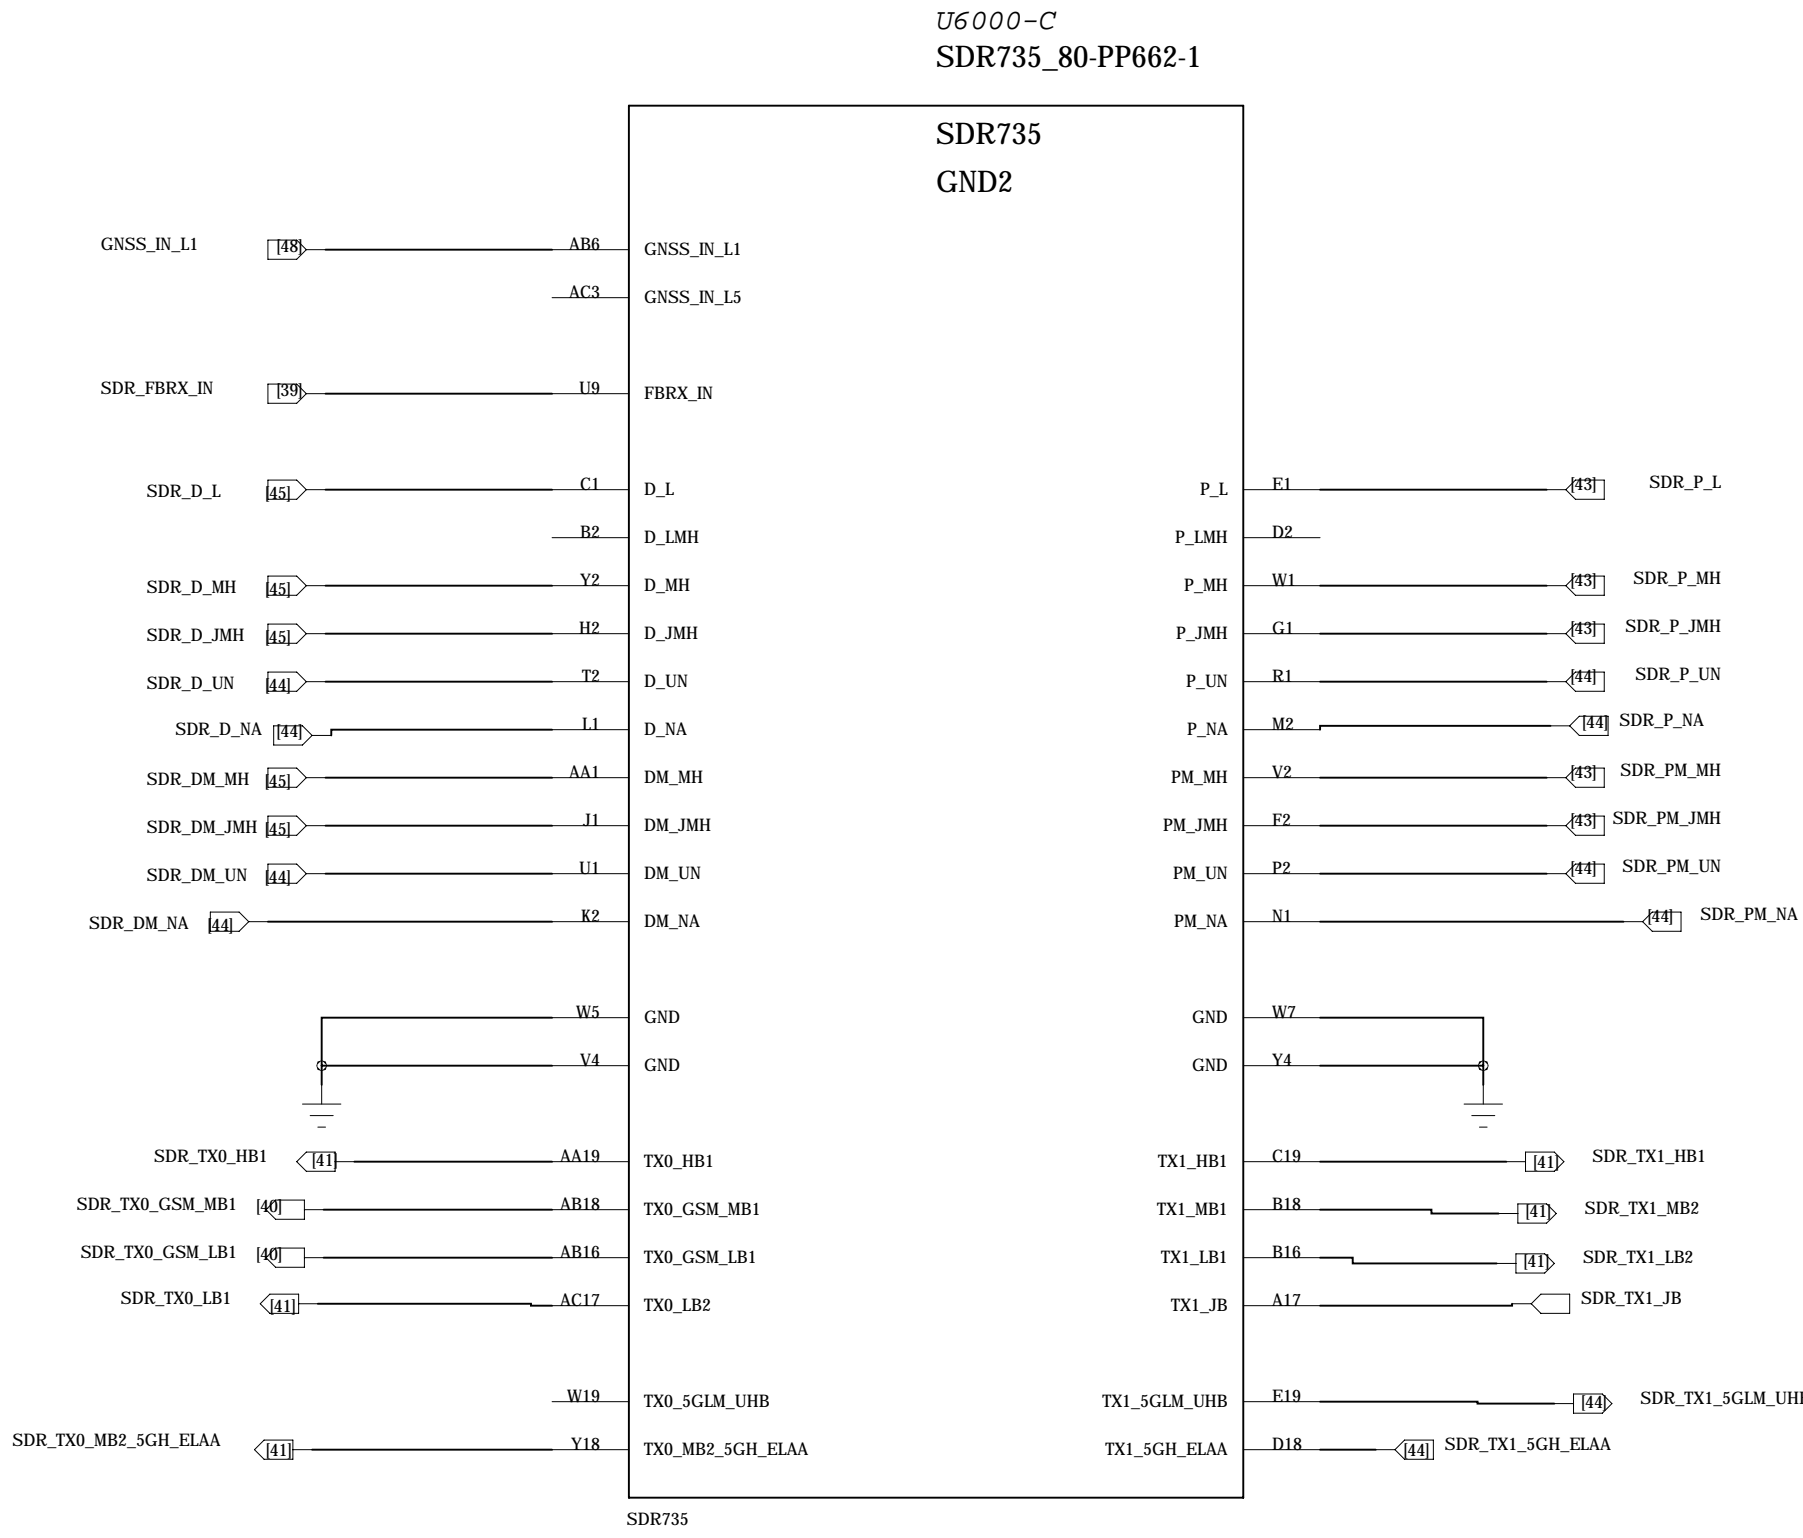 U6000-C
SDR735_80-PP662-1
SDR735
GND2
GNSS_IN_L1 [48] AB6 GNSS_IN_L1
AC3 GNSS_IN_L5
SDR_FBRX_IN [39] U9 FBRX_IN
SDR_D_L [45] C1 D_L P_L E1 [43] SDR_P_L
B2 D_LMH P_LMH D2
SDR_D_MH [45] Y2 D_MH P_MH W1 [43] SDR_P_MH
SDR_D_JMH [45] H2 D_JMH P_JMH G1 [43] SDR_P_JMH
SDR_D_UN [44] T2 D_UN P_UN R1 [44] SDR_P_UN
SDR_D_NA [44] L1 D_NA P_NA M2 [44] SDR_P_NA
SDR_DM_MH [45] AA1 DM_MH PM_MH V2 [43] SDR_PM_MH
SDR_DM_JMH [45] J1 DM_JMH PM_JMH F2 [43] SDR_PM_JMH
SDR_DM_UN [44] U1 DM_UN PM_UN P2 [44] SDR_PM_UN
SDR_DM_NA [44] K2 DM_NA PM_NA N1 [44] SDR_PM_NA
W5 GND GND W7
V4 GND GND Y4
SDR_TX0_HB1 [41] AA19 TX0_HB1 TX1_HB1 C19 [41] SDR_TX1_HB1
SDR_TX0_GSM_MB1 [40] AB18 TX0_GSM_MB1 TX1_MB1 B18 [41] SDR_TX1_MB2
SDR_TX0_GSM_LB1 [40] AB16 TX0_GSM_LB1 TX1_LB1 B16 [41] SDR_TX1_LB2
SDR_TX0_LB1 [41] AC17 TX0_LB2 TX1_JB A17 SDR_TX1_JB
W19 TX0_5GLM_UHB TX1_5GLM_UHB E19 [44] SDR_TX1_5GLM_UH
SDR_TX0_MB2_5GH_ELAA [41] Y18 TX0_MB2_5GH_ELAA TX1_5GH_ELAA D18 [44] SDR_TX1_5GH_ELAA
SDR735